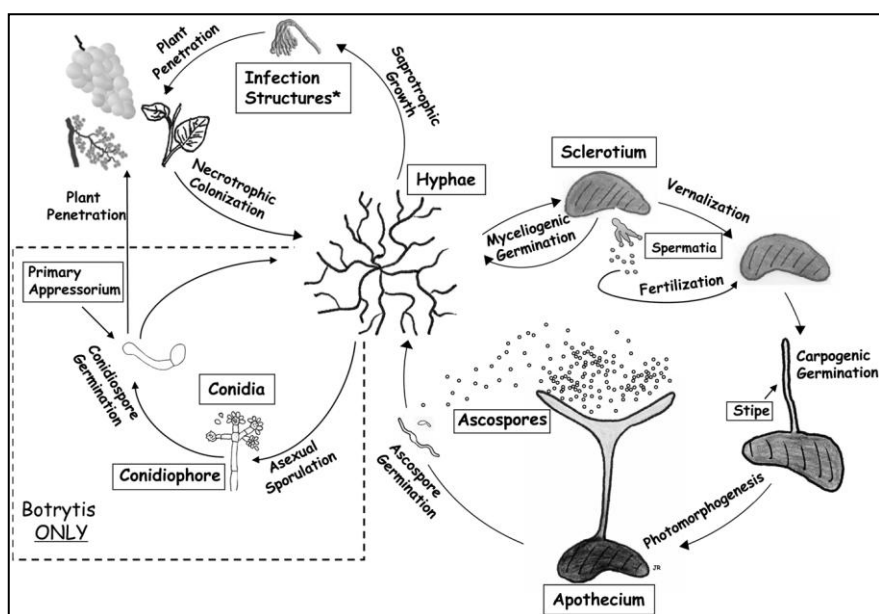 Plant
Penetration
Infection
Structures*
Saprotrophic
Growth
Necrotrophic
Colonization
Hyphae
Sclerotium
Vernalization
Myceliogenic
Germination
Spermatia
Fertilization
Plant
Penetration
Primary
Appressorium
Conidiospore
Germination
Conidia
Conidiophore
Asexual
Sporulation
Botrytis
ONLY
Ascospores
Ascospore
Germination
Carpogenic
Germination
Stipe
Photomorphogenesis
JR
Apothecium